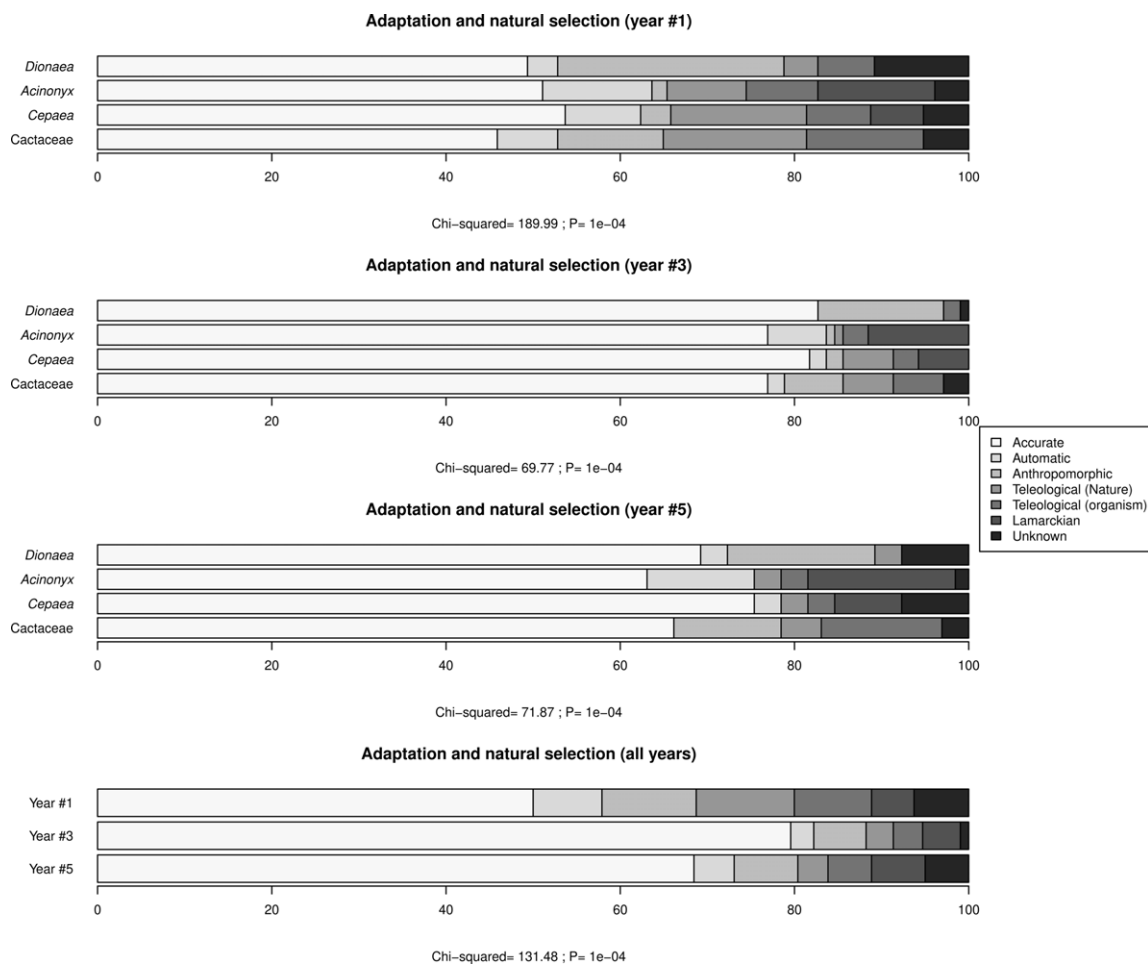 Adaptation and natural selection (year #1)
Dionaea
Acinonyx
Cepaea
Cactaceae
0 20 40 60 80 100
Chi-squared= 189.99 ; P= 1e-04
Adaptation and natural selection (year #3)
Dionaea
Acinonyx
Cepaea
Cactaceae
0 20 40 60 80 100
Chi-squared= 69.77 ; P= 1e-04
Accurate
Automatic
Anthropomorphic
Teleological (Nature)
Teleological (organism)
Lamarckian
Unknown
Adaptation and natural selection (year #5)
Dionaea
Acinonyx
Cepaea
Cactaceae
0 20 40 60 80 100
Chi-squared= 71.87 ; P= 1e-04
Adaptation and natural selection (all years)
Year #1
Year #3
Year #5
0 20 40 60 80 100
Chi-squared= 131.48 ; P= 1e-04